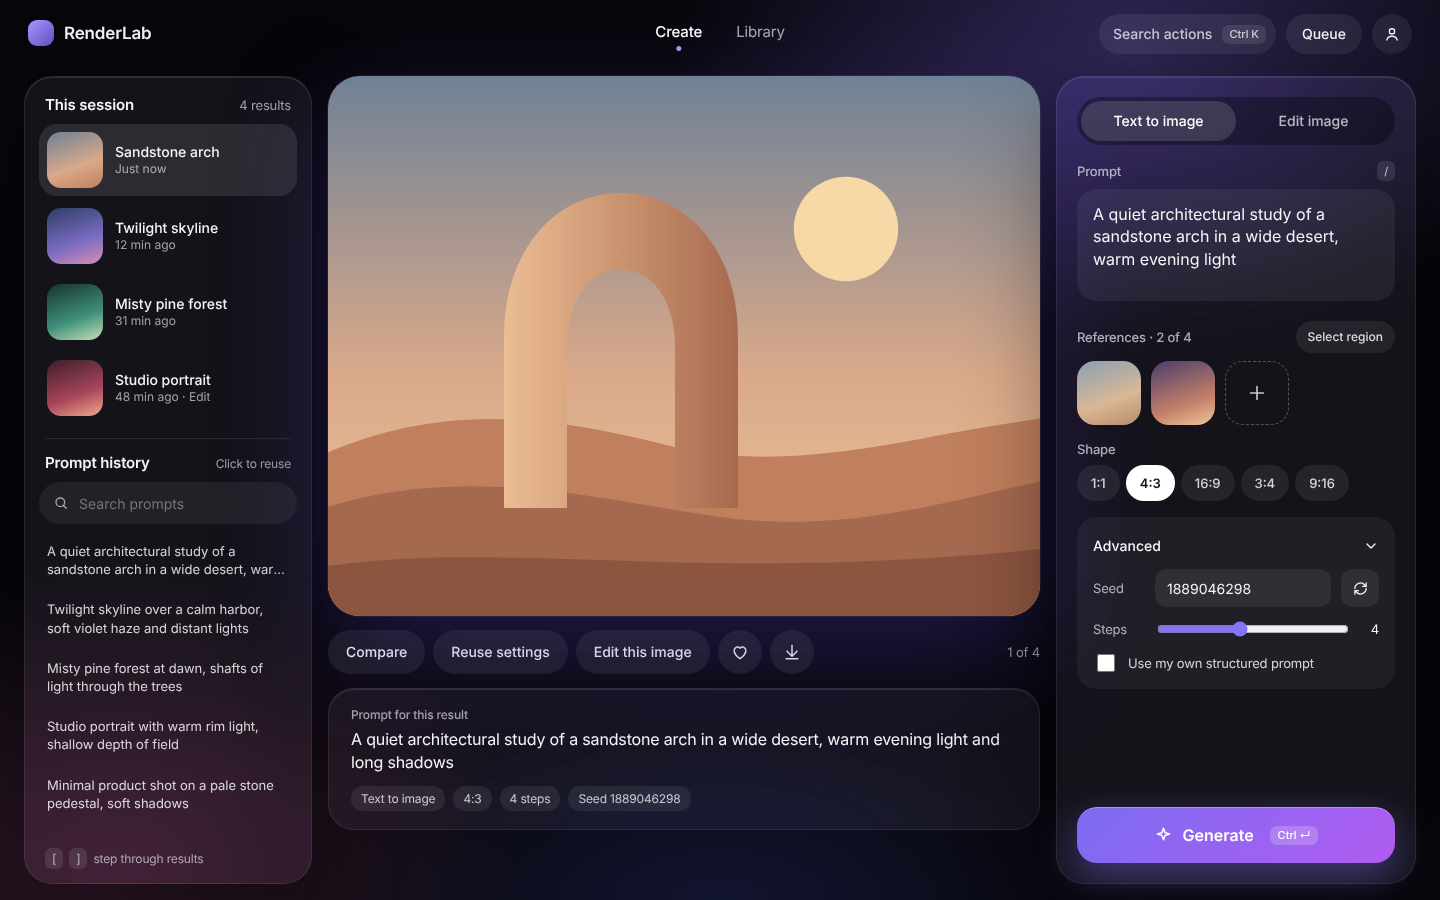 RenderLab
Create
Library
Search actions
Ctrl K
Queue
This session
4 results
Sandstone arch
Just now
Twilight skyline
12 min ago
Misty pine forest
31 min ago
Studio portrait
48 min ago · Edit
Prompt history
Click to reuse
Search prompts
A quiet architectural study of a
sandstone arch in a wide desert, war...
Twilight skyline over a calm harbor,
soft violet haze and distant lights
Misty pine forest at dawn, shafts of
light through the trees
Studio portrait with warm rim light,
shallow depth of field
Minimal product shot on a pale stone
pedestal, soft shadows
[ ] step through results
Compare
Reuse settings
Edit this image
1 of 4
Prompt for this result
A quiet architectural study of a sandstone arch in a wide desert, warm evening light and
long shadows
Text to image
4:3
4 steps
Seed 1889046298
Text to image
Edit image
Prompt
/
A quiet architectural study of a
sandstone arch in a wide desert,
warm evening light
References · 2 of 4
Select region
Shape
1:1
4:3
16:9
3:4
9:16
Advanced
Seed
1889046298
Steps
4
Use my own structured prompt
Generate
Ctrl ↵